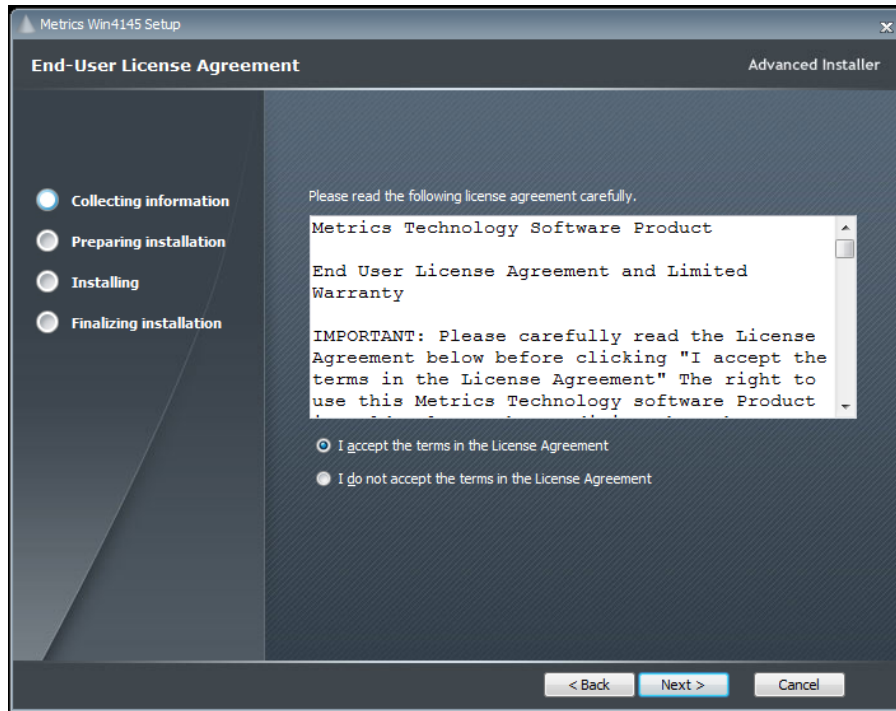 Metrics Win4145 Setup
End-User License Agreement
Advanced Installer
Collecting information
Preparing installation
Installing
Finalizing installation
Please read the following license agreement carefully.
Metrics Technology Software Product
End User License Agreement and Limited
Warranty
IMPORTANT: Please carefully read the License
Agreement below before clicking "I accept the
terms in the License Agreement" The right to
use this Metrics Technology software Product
I accept the terms in the License Agreement
I do not accept the terms in the License Agreement
< Back
Next >
Cancel